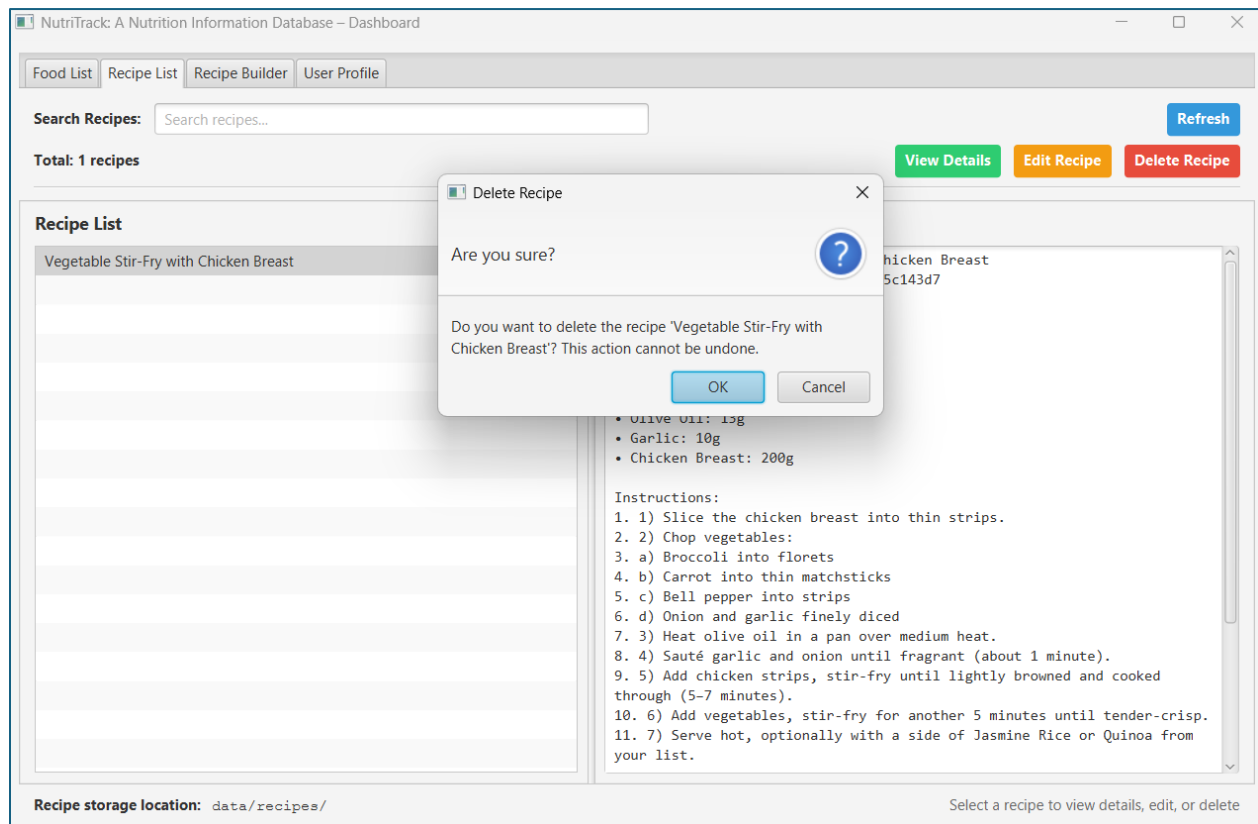 NutriTrack: A Nutrition Information Database – Dashboard
Food List
Recipe List
Recipe Builder
User Profile
Search Recipes:
Search recipes...
Refresh
Total: 1 recipes
View Details
Edit Recipe
Delete Recipe
Delete Recipe
Are you sure?
Do you want to delete the recipe 'Vegetable Stir-Fry with
Chicken Breast'? This action cannot be undone.
OK
Cancel
Recipe List
Vegetable Stir-Fry with Chicken Breast
hicken Breast
5c143d7
• Olive Oil: 15g
• Garlic: 10g
• Chicken Breast: 200g
Instructions:
1. 1) Slice the chicken breast into thin strips.
2. 2) Chop vegetables:
3. a) Broccoli into florets
4. b) Carrot into thin matchsticks
5. c) Bell pepper into strips
6. d) Onion and garlic finely diced
7. 3) Heat olive oil in a pan over medium heat.
8. 4) Sauté garlic and onion until fragrant (about 1 minute).
9. 5) Add chicken strips, stir-fry until lightly browned and cooked
through (5–7 minutes).
10. 6) Add vegetables, stir-fry for another 5 minutes until tender-crisp.
11. 7) Serve hot, optionally with a side of Jasmine Rice or Quinoa from
your list.
Recipe storage location: data/recipes/
Select a recipe to view details, edit, or delete